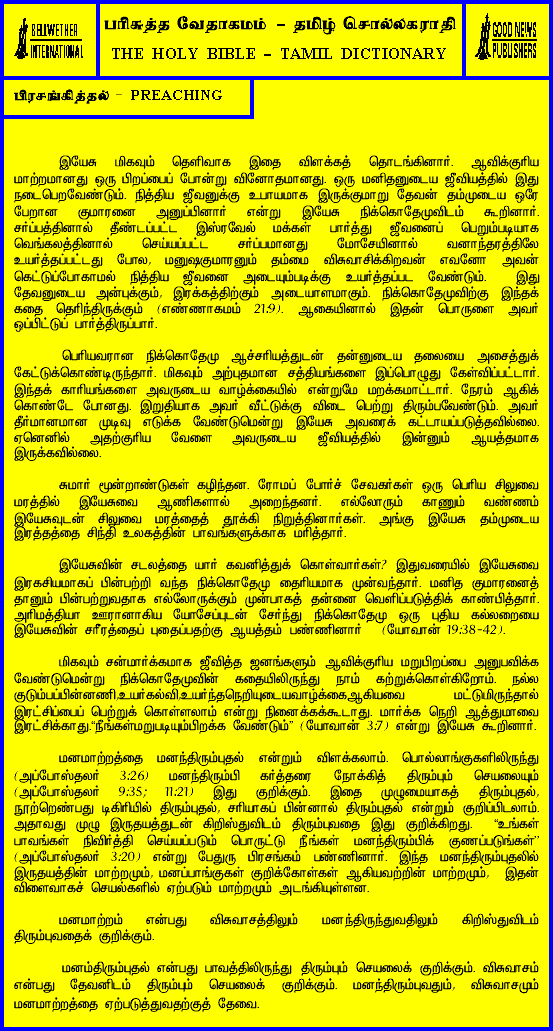 BELLWETHER
INTERNATIONAL
பரிசுத்த வேதாகமம் - தமிழ் சொல்லகராதி
THE HOLY BIBLE - TAMIL DICTIONARY
GOOD NEWS
PUBLISHERS
பிரசங்கித்தல் - PREACHING
இயேசு மிகவும் தெளிவாக இதை விளக்கத் தொடங்கினார். ஆவிக்குரிய
மாற்றமானது ஒரு பிறப்பைப் போன்று வினோதமானது. ஒரு மனிதனுடைய ஜீவியத்தில் இது
நடைபெறவேண்டும். நித்திய ஜீவனுக்கு உபாயமாக இருக்குமாறு தேவன் தம்முடைய ஒரே
பேறான குமாரனை அனுப்பினார் என்று இயேசு நிக்கொதேமுவிடம் கூறினார்.
சர்ப்பத்தினால் தீண்டப்பட்ட இஸ்ரவேல் மக்கள் பார்த்து ஜீவனைப் பெறும்படியாக
வெங்கலத்தினால் செய்யப்பட்ட சர்ப்பமானது மோசேயினால் வனாந்தரத்திலே
உயர்த்தப்பட்டது போல, மனுஷகுமாரனும் தம்மை விசுவாசிக்கிறவன் எவனோ அவன்
கெட்டுப்போகாமல் நித்திய ஜீவனை அடையும்படிக்கு உயர்த்தப்பட வேண்டும். இது
தேவனுடைய அன்புக்கும், இரக்கத்திற்கும் அடையாளமாகும். நிக்கொதேமுவிற்கு இந்தக்
கதை தெரிந்திருக்கும் (எண்ணாகமம் 21:9). ஆகையினால் இதன் பொருளை அவர்
ஒப்பிட்டுப் பார்த்திருப்பார்.
பெரியவரான நிக்கொதேமு ஆச்சரியத்துடன் தன்னுடைய தலையை அசைத்துக்
கேட்டுக்கொண்டிருந்தார். மிகவும் அற்புதமான சத்தியங்களை இப்பொழுது கேள்விப்பட்டார்.
இந்தக் காரியங்களை அவருடைய வாழ்க்கையில் என்றுமே மறக்கமாட்டார். நேரம் ஆகிக்
கொண்டே போனது. இறுதியாக அவர் வீட்டுக்கு விடை பெற்று திரும்பவேண்டும். அவர்
தீர்மானமான முடிவு எடுக்க வேண்டுமென்று இயேசு அவரைக் கட்டாயப்படுத்தவில்லை.
ஏனெனில் அதற்குரிய வேளை அவருடைய ஜீவியத்தில் இன்னும் ஆயத்தமாக
இருக்கவில்லை.
சுமார் மூன்றாண்டுகள் கழிந்தன. ரோமப் போர்ச் சேவகர்கள் ஒரு பெரிய சிலுவை
மரத்தில் இயேசுவை ஆணிகளால் அறைந்தனர். எல்லோரும் காணும் வண்ணம்
இயேசுவுடன் சிலுவை மரத்தைத் தூக்கி நிறுத்தினார்கள். அங்கு இயேசு தம்முடைய
இரத்தத்தை சிந்தி உலகத்தின் பாவங்களுக்காக மரித்தார்.
இயேசுவின் சடலத்தை யார் கவனித்துக் கொள்வார்கள்? இதுவரையில் இயேசுவை
இரகசியமாகப் பின்பற்றி வந்த நிக்கொதேமு தைரியமாக முன்வந்தார். மனித குமாரனைத்
தானும் பின்பற்றுவதாக எல்லோருக்கும் முன்பாகத் தன்னை வெளிப்படுத்திக் காண்பித்தார்.
அரிமத்தியா ஊரானாகிய யோசேப்புடன் சேர்ந்து நிக்கொதேமு ஒரு புதிய கல்லறையை
இயேசுவின் சரீரத்தைப் புதைப்பதற்கு ஆயத்தம் பண்ணினார் (யோவான் 19:38-42).
மிகவும் சன்மார்க்கமாக ஜீவித்த ஜனங்களும் ஆவிக்குரிய மறுபிறப்பை அனுபவிக்க
வேண்டுமென்று நிக்கொதேமுவின் கதையிலிருந்து நாம் கற்றுக்கொள்கிறோம். நல்ல
குடும்பப்பின்னணி,உயர்கல்வி,உயர்ந்தநெறியுடையவாழ்க்கைஆகியவை மட்டுமிருந்தால்
இரட்சிப்பைப் பெற்றுக் கொள்ளலாம் என்று நினைக்கக்கூடாது. மார்க்க நெறி ஆத்துமாவை
இரட்சிக்காது.“நீங்கள்மறுபடியும்பிறக்க வேண்டும்” (யோவான் 3:7) என்று இயேசு கூறினார்.
மனமாற்றத்தை மனந்திரும்புதல் என்றும் விளக்கலாம். பொல்லாங்குகளிலிருந்து
(அப்போஸ்தலர் 3:26) மனந்திரும்பி கர்த்தரை நோக்கித் திரும்பும் செயலையும்
(அப்போஸ்தலர் 9:35; 11:21) இது குறிக்கும். இதை முழுமையாகத் திரும்புதல்,
நூற்றெண்பது டிகிரியில் திரும்புதல், சரியாகப் பின்னால் திரும்புதல் என்றும் குறிப்பிடலாம்.
அதாவது முழு இருதயத்துடன் கிறிஸ்துவிடம் திரும்புவதை இது குறிக்கிறது. “உங்கள்
பாவங்கள் நிவிர்த்தி செய்யப்படும் பொருட்டு நீங்கள் மனந்திரும்பிக் குணப்படுங்கள்”
(அப்போஸ்தலர் 3:20) என்று பேதுரு பிரசங்கம் பண்ணினார். இந்த மனந்திரும்புதலில்
இருதயத்தின் மாற்றமும், மனப்பாங்குகள் குறிக்கோள்கள் ஆகியவற்றின் மாற்றமும், இதன்
விளைவாகச் செயல்களில் ஏற்படும் மாற்றமும் அடங்கியுள்ளன.
மனமாற்றம் என்பது விசுவாசத்திலும் மனந்திருந்துவதிலும் கிறிஸ்துவிடம்
திரும்புவதைக் குறிக்கும்.
மனம்திரும்புதல் என்பது பாவத்திலிருந்து திரும்பும் செயலைக் குறிக்கும். விசுவாசம்
என்பது தேவனிடம் திரும்பும் செயலைக் குறிக்கும். மனந்திரும்புவதும், விசுவாசமும்
மனமாற்றத்தை ஏற்படுத்துவதற்குத் தேவை.